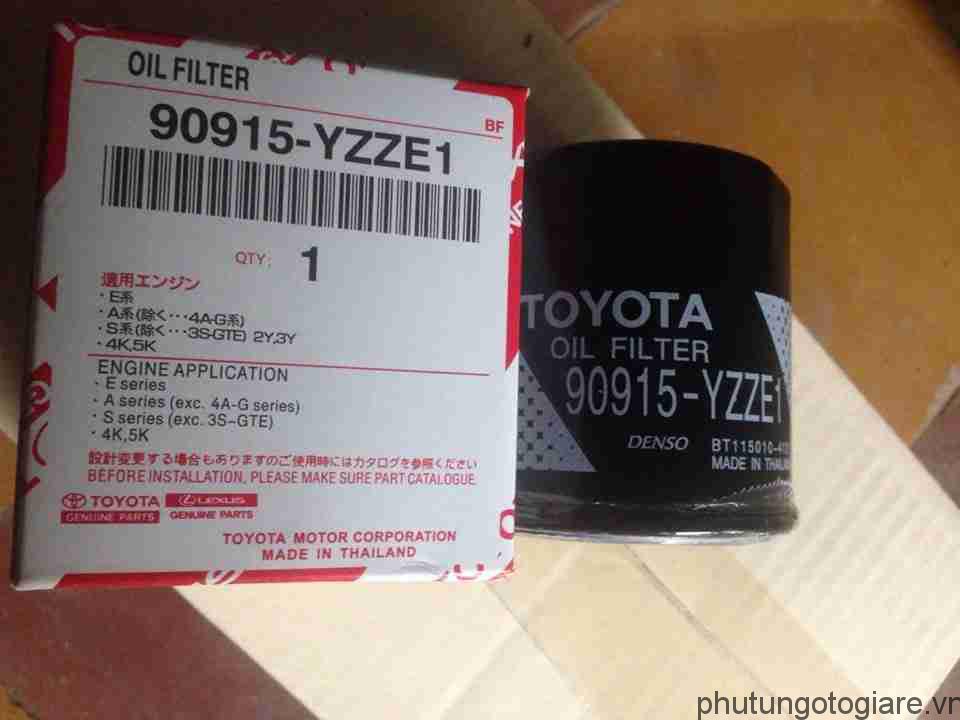 OIL FILTER
BF
90915-YZZE1
QTY: 1
適用エンジン
・E系
・A系(除く・・・4A-G系)
・S系(除く・・・3S-GTE) 2Y,3Y
・4K,5K
ENGINE APPLICATION
・E series
・A series (exc. 4A-G series)
・S series (exc. 3S-GTE)
・4K,5K
設計変更する場合もありますのご使用時にはカタログを参照ください
BEFORE INSTALLATION, PLEASE MAKE SURE PART CATALOGUE.
TOYOTA LEXUS
GENUINE PARTS GENUINE PARTS
TOYOTA MOTOR CORPORATION
MADE IN THAILAND
TOYOTA
OIL FILTER
90915-YZZE1
DENSO BT115010-
MADE IN
phutungotogiare.vn